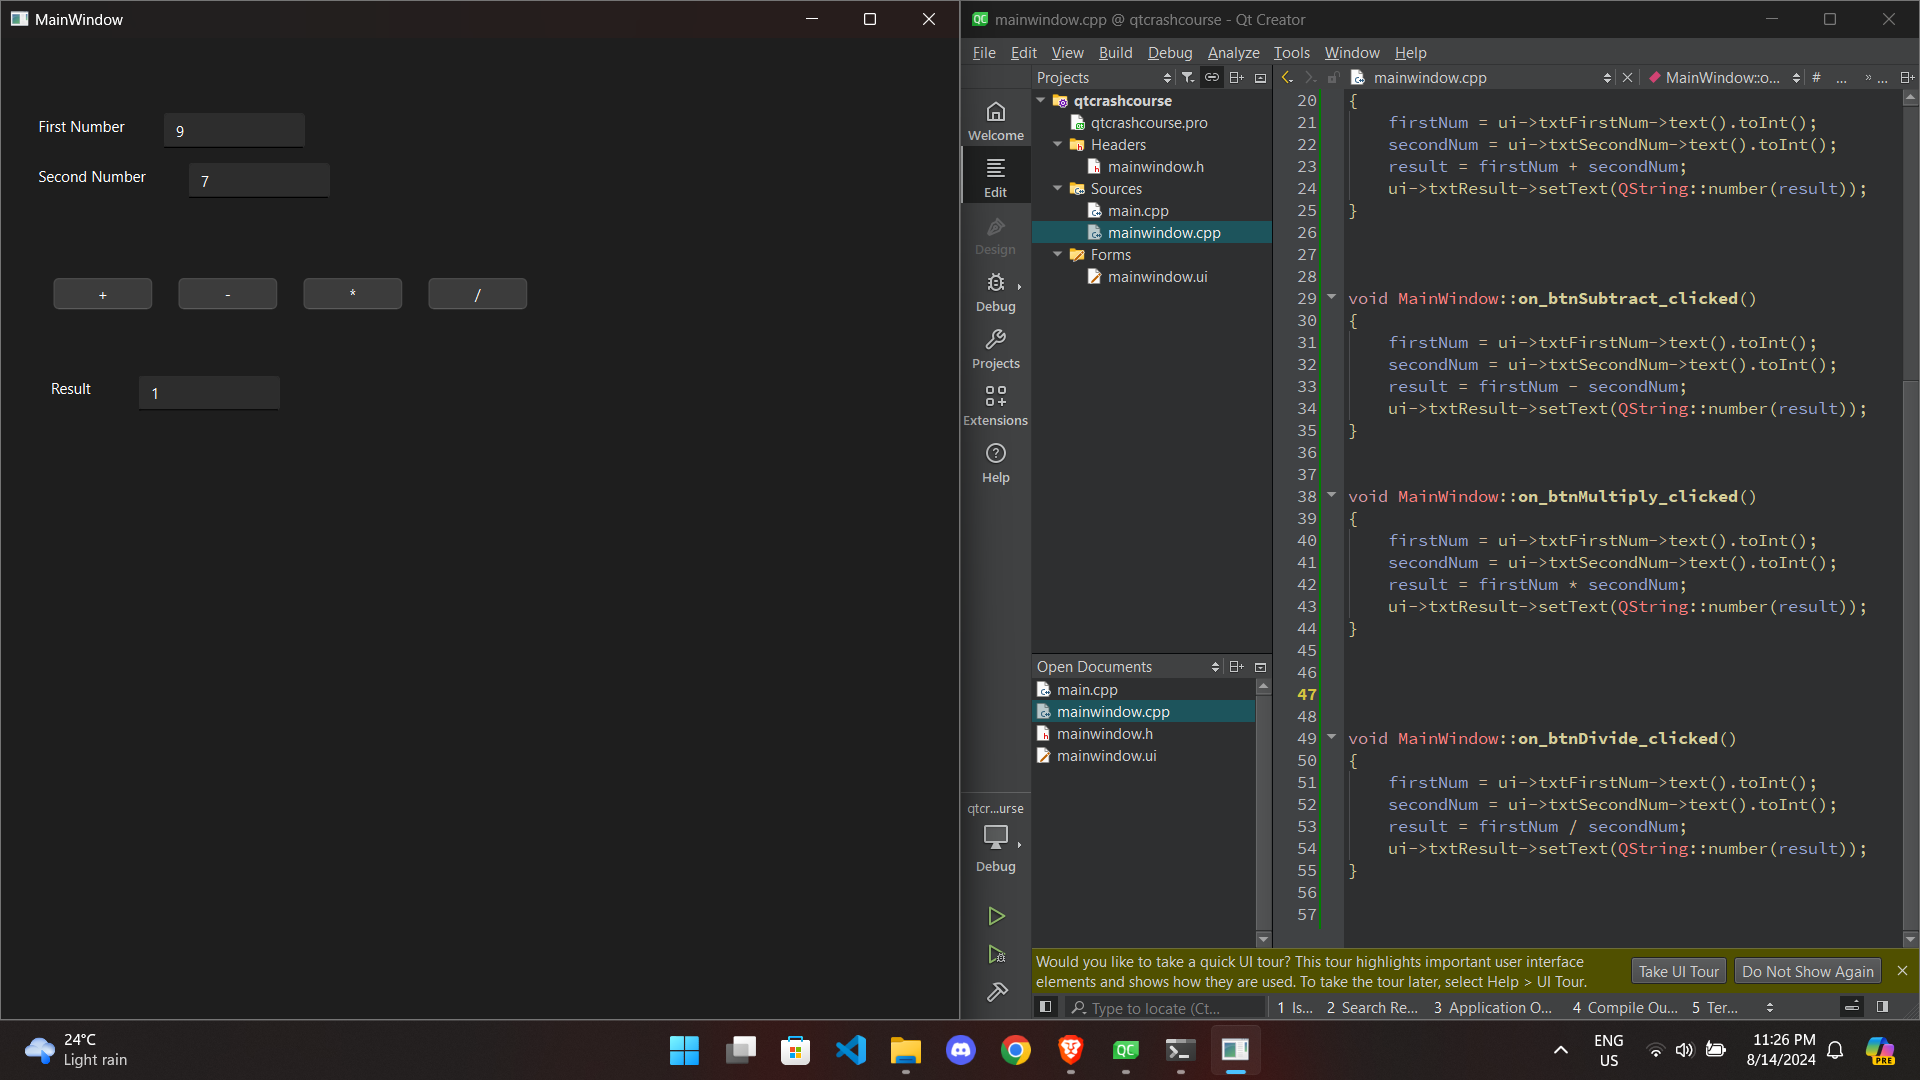 MainWindow
First Number
9
Second Number
7
+
-
*
/
Result
1
mainwindow.cpp @ qtcrashcourse - Qt Creator
File Edit View Build Debug Analyze Tools Window Help
Projects
mainwindow.cpp
MainWindow::o...
#
...
» ...
Welcome
Edit
Design
Debug
Projects
Extensions
Help
qtcr...urse
Debug
qtcrashcourse
qtcrashcourse.pro
Headers
mainwindow.h
Sources
main.cpp
mainwindow.cpp
Forms
mainwindow.ui
Open Documents
main.cpp
mainwindow.cpp
mainwindow.h
mainwindow.ui
20 {
21 firstNum = ui->txtFirstNum->text().toInt();
22 secondNum = ui->txtSecondNum->text().toInt();
23 result = firstNum + secondNum;
24 ui->txtResult->setText(QString::number(result));
25 }
26
27
28
29 void MainWindow::on_btnSubtract_clicked()
30 {
31 firstNum = ui->txtFirstNum->text().toInt();
32 secondNum = ui->txtSecondNum->text().toInt();
33 result = firstNum - secondNum;
34 ui->txtResult->setText(QString::number(result));
35 }
36
37
38 void MainWindow::on_btnMultiply_clicked()
39 {
40 firstNum = ui->txtFirstNum->text().toInt();
41 secondNum = ui->txtSecondNum->text().toInt();
42 result = firstNum * secondNum;
43 ui->txtResult->setText(QString::number(result));
44 }
45
46
47
48
49 void MainWindow::on_btnDivide_clicked()
50 {
51 firstNum = ui->txtFirstNum->text().toInt();
52 secondNum = ui->txtSecondNum->text().toInt();
53 result = firstNum / secondNum;
54 ui->txtResult->setText(QString::number(result));
55 }
56
57
Would you like to take a quick UI tour? This tour highlights important user interface
elements and shows how they are used. To take the tour later, select Help > UI Tour.
Take UI Tour
Do Not Show Again
Type to locate (Ct...
1 Is... 2 Search Re... 3 Application O... 4 Compile Ou... 5 Ter...
24°C
Light rain
QC
ENG
US
11:26 PM
8/14/2024
PRE